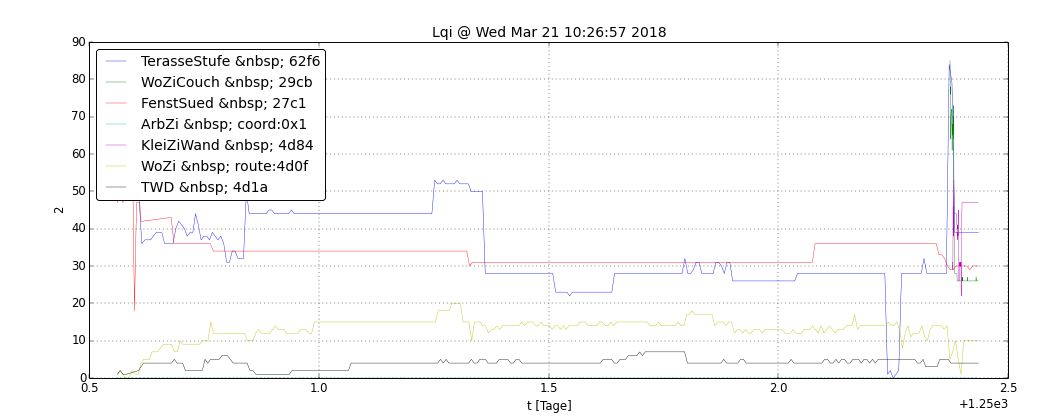 Lqi @ Wed Mar 21 10:26:57 2018
90
80
70
60
50
40
30
20
10
0
2
TerasseStufe &nbsp; 62f6
WoZiCouch &nbsp; 29cb
FenstSued &nbsp; 27c1
ArbZi &nbsp; coord:0x1
KleiZiWand &nbsp; 4d84
WoZi &nbsp; route:4d0f
TWD &nbsp; 4d1a
0.5 1.0 1.5 2.0 2.5
t [Tage] +1.25e3